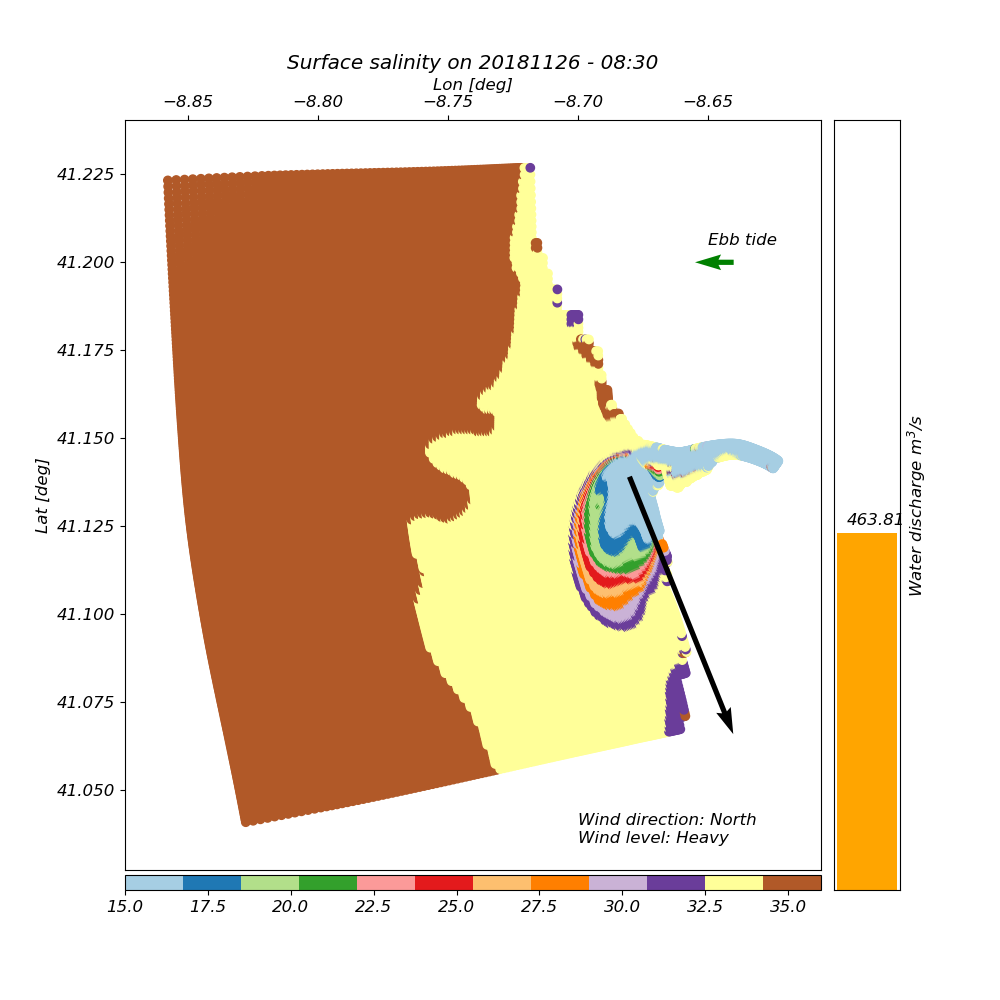 Surface salinity on 20181126 - 08:30
Lon [deg]
−8.85 −8.80 −8.75 −8.70 −8.65
41.225
41.200
41.175
41.150
41.125
41.100
41.075
41.050
Lat [deg]
Ebb tide
463.81
Water discharge m³/s
Wind direction: North
Wind level: Heavy
15.0 17.5 20.0 22.5 25.0 27.5 30.0 32.5 35.0